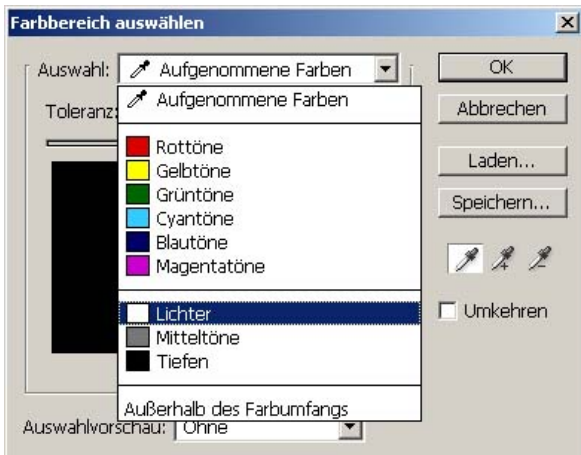 Farbbereich auswählen
Auswahl: Aufgenommene Farben
OK
Aufgenommene Farben
Toleranz:
Abbrechen
Rottöne
Gelbtöne
Laden...
Grüntöne
Speichern...
Cyantöne
Blautöne
Magentatöne
Lichter
Umkehren
Mitteltöne
Tiefen
Außerhalb des Farbumfangs
Auswahlvorschau: Ohne